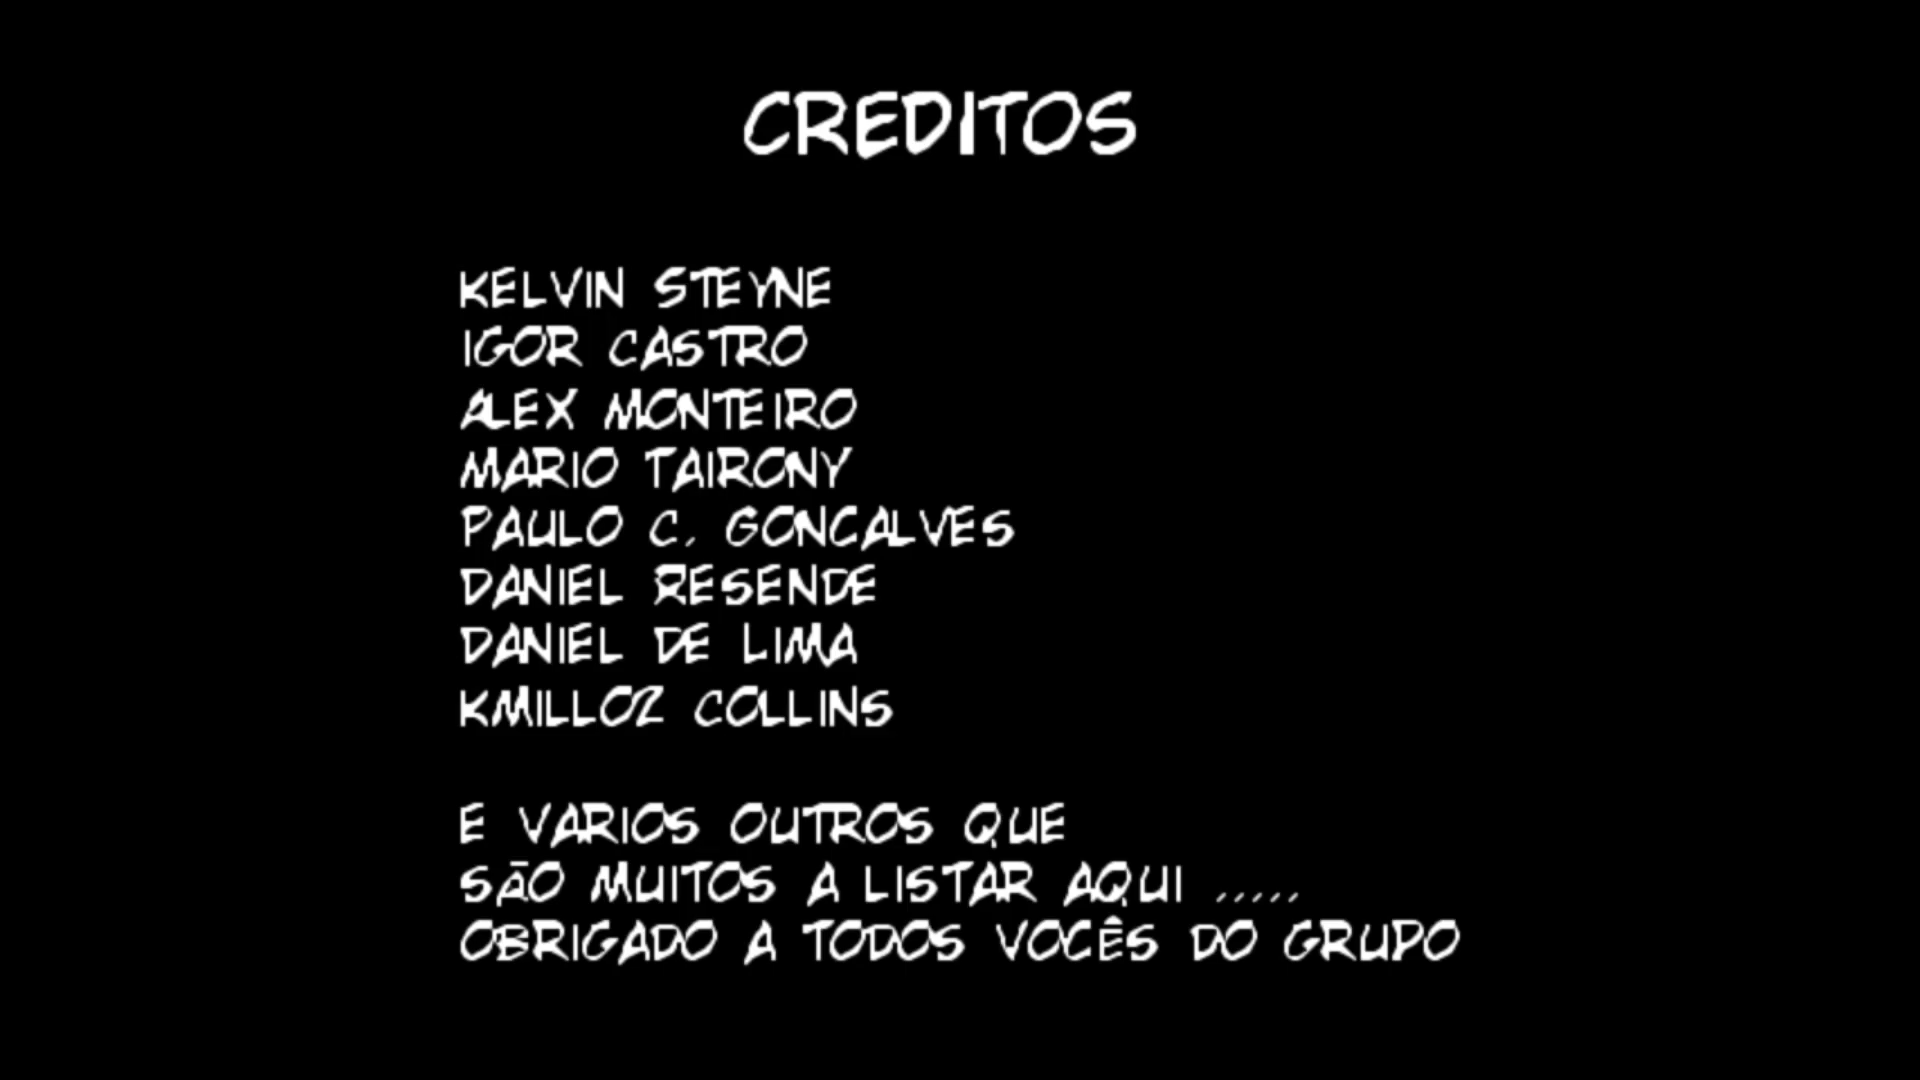 CREDITOS
KELVIN STEYNE
IGOR CASTRO
ALEX MONTEIRO
MARIO TAIRONY
PAULO C. GONCALVES
DANIEL RESENDE
DANIEL DE LIMA
KMILLOZ COLLINS
E VARIOS OUTROS QUE
SÃO MUITOS A LISTAR AQUI .....
OBRIGADO A TODOS VOCÊS DO GRUPO